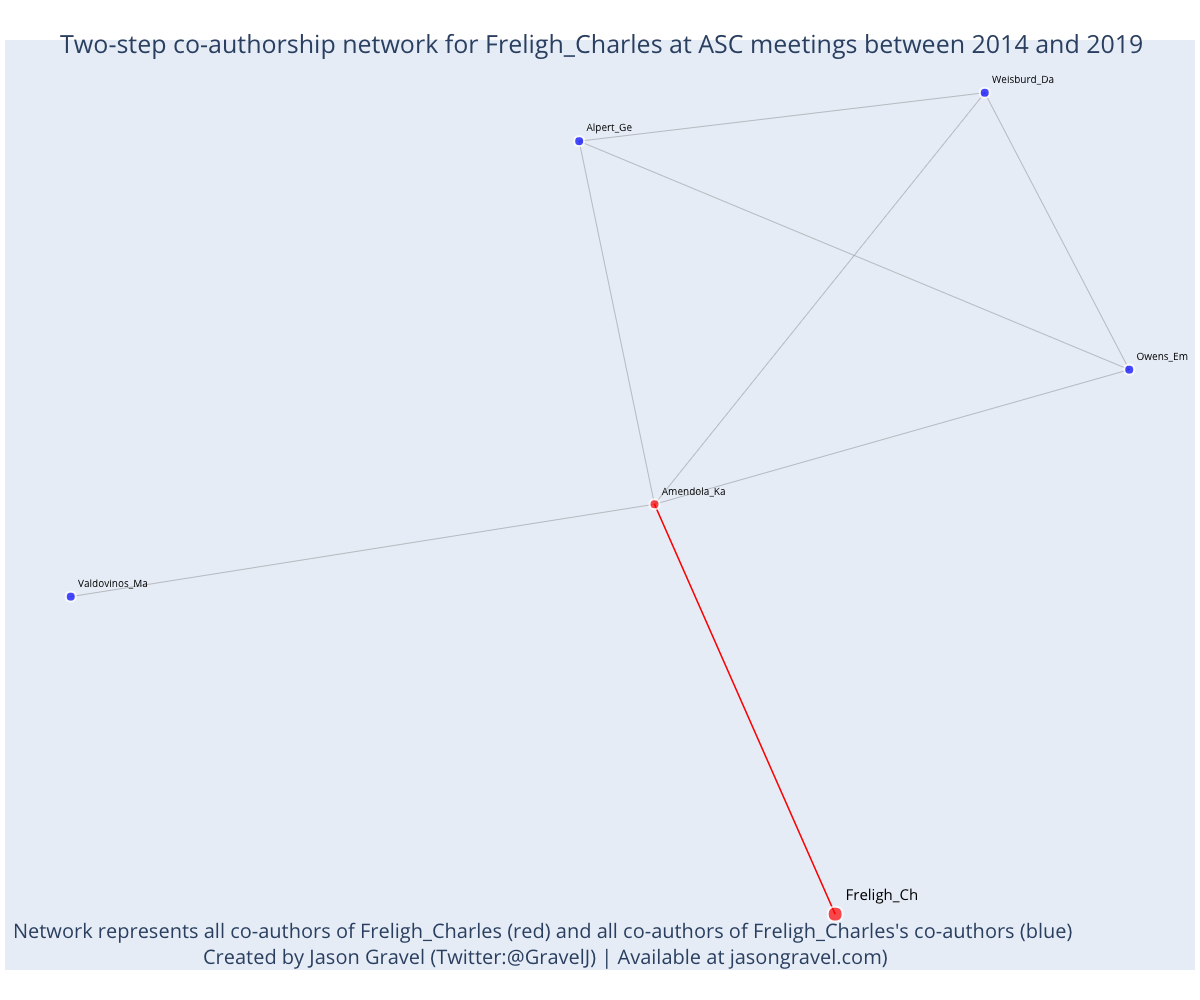 Two-step co-authorship network for Freligh_Charles at ASC meetings between 2014 and 2019
Weisburd_Da
Alpert_Ge
Owens_Em
Amendola_Ka
Valdovinos_Ma
Freligh_Ch
Network represents all co-authors of Freligh_Charles (red) and all co-authors of Freligh_Charles's co-authors (blue)
Created by Jason Gravel (Twitter:@GravelJ) | Available at jasongravel.com)